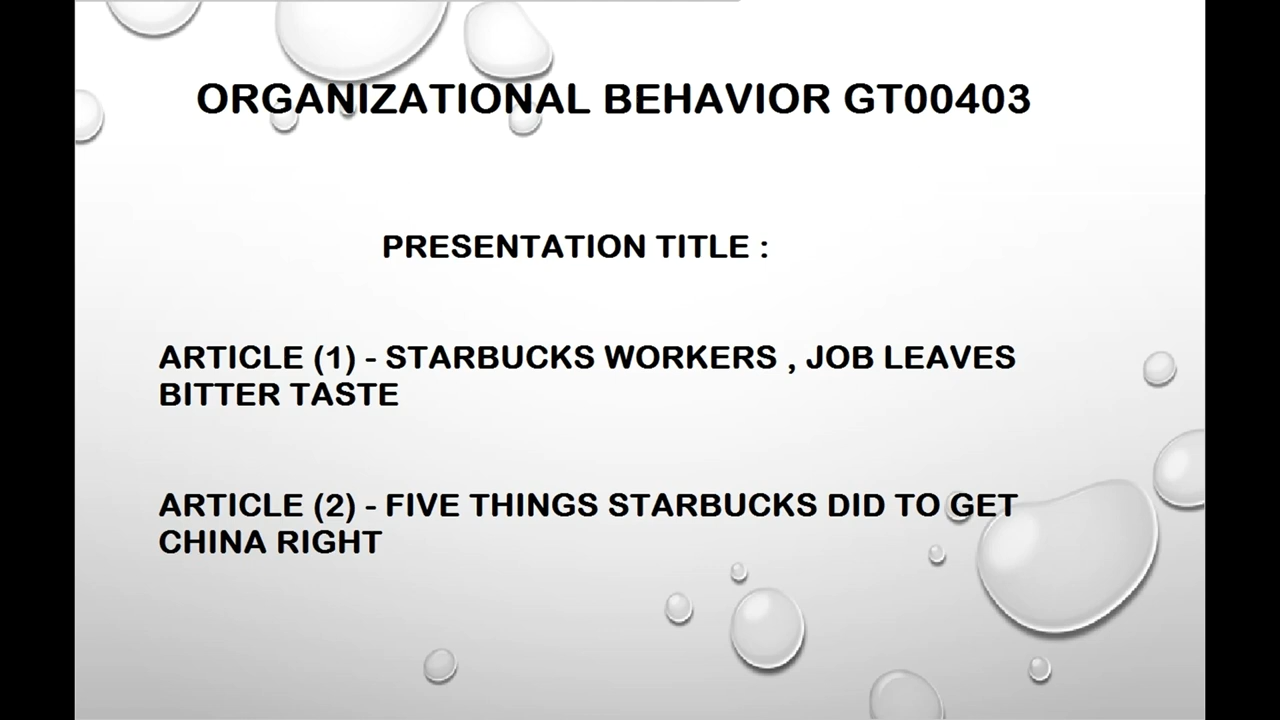 ORGANIZATIONAL BEHAVIOR GT00403
PRESENTATION TITLE :
ARTICLE (1) - STARBUCKS WORKERS , JOB LEAVES
BITTER TASTE
ARTICLE (2) - FIVE THINGS STARBUCKS DID TO GET
CHINA RIGHT